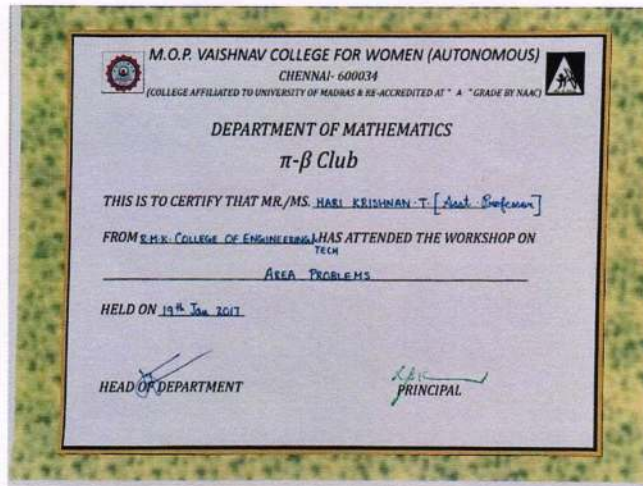 M.O.P. VAISHNAV COLLEGE FOR WOMEN (AUTONOMOUS)
CHENNAI- 600034
(COLLEGE AFFILIATED TO UNIVERSITY OF MADRAS & RE-ACCREDITED AT " A "GRADE BY NAAC)
DEPARTMENT OF MATHEMATICS
π-β Club
THIS IS TO CERTIFY THAT MR./MS. HARI KRISHNAN.T. [Asst. Professor]
FROM R.M.K. COLLEGE OF ENGINEERING & HAS ATTENDED THE WORKSHOP ON
TECH
AREA PROBLEMS
HELD ON 19th Jan 2017
HEAD OF DEPARTMENT PRINCIPAL